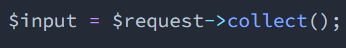 $input = $request->collect();